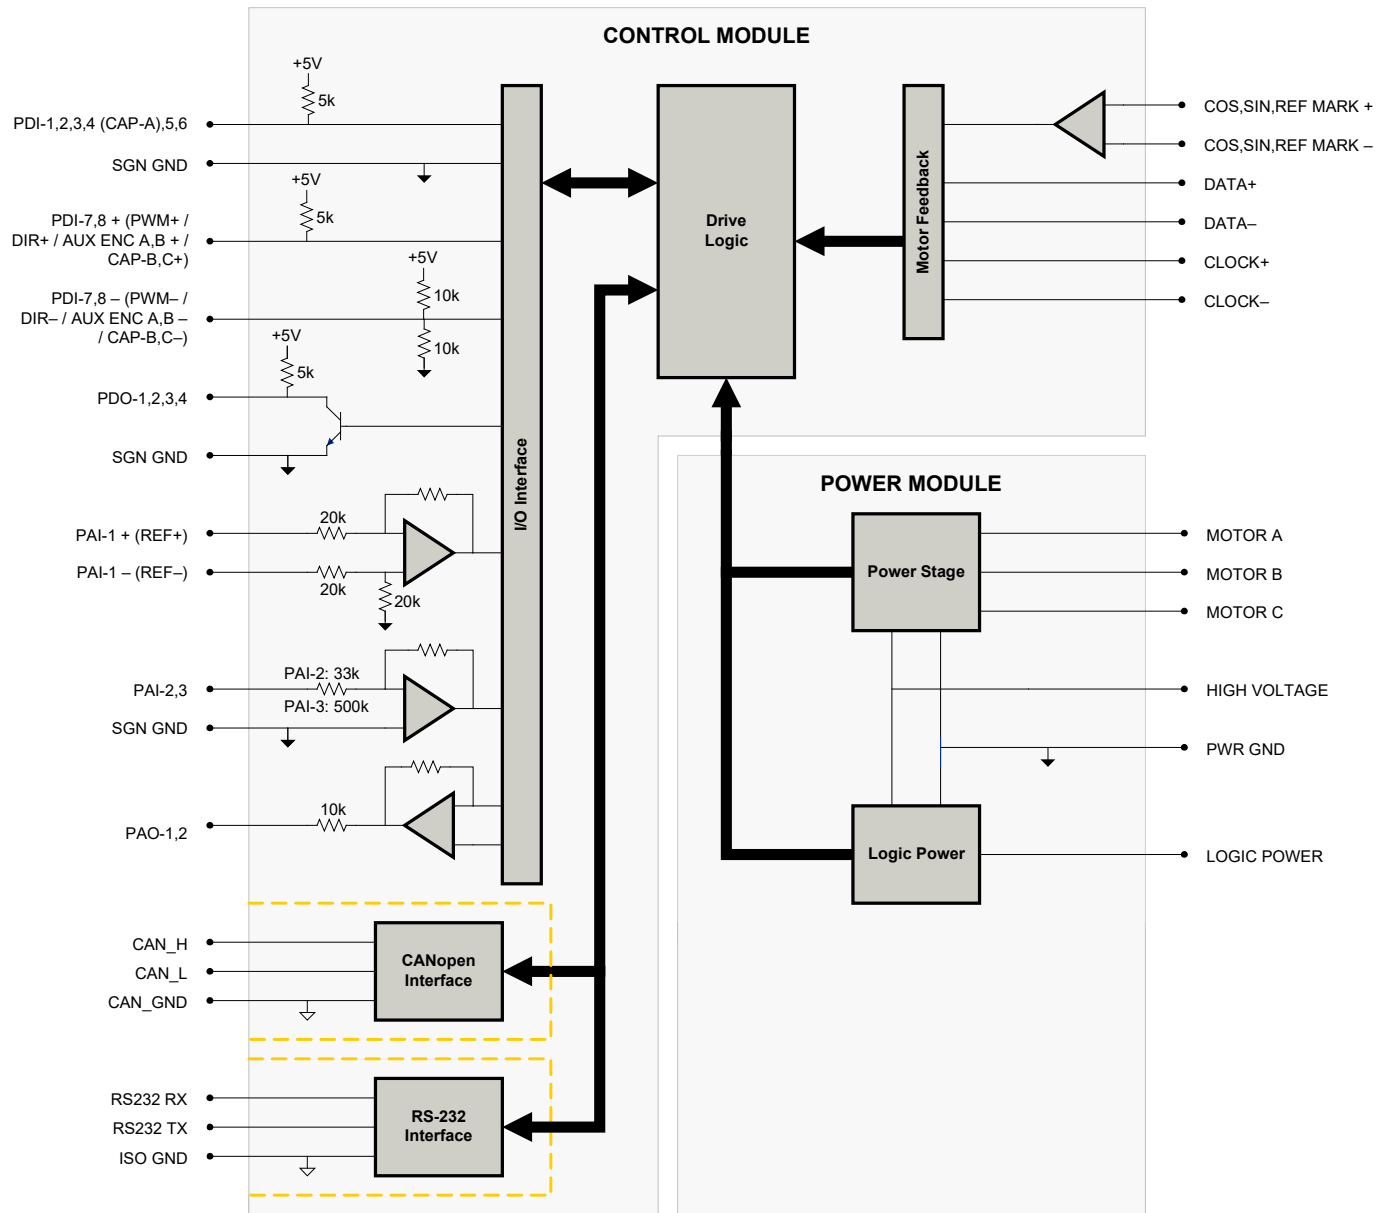 CONTROL MODULE
+5V
5k
PDI-1,2,3,4 (CAP-A),5,6
SGN GND
+5V
5k
PDI-7,8 + (PWM+ /
DIR+ / AUX ENC A,B + /
CAP-B,C+)
+5V
10k
PDI-7,8 – (PWM– /
DIR– / AUX ENC A,B –
/ CAP-B,C–)
10k
+5V
5k
PDO-1,2,3,4
SGN GND
20k
PAI-1 + (REF+)
PAI-1 – (REF–)
20k
20k
PAI-2: 33k
PAI-2,3
PAI-3: 500k
SGN GND
10k
PAO-1,2
I/O Interface
CAN_H
CAN_L
CAN_GND
CANopen
Interface
RS232 RX
RS232 TX
ISO GND
RS-232
Interface
Drive
Logic
Motor Feedback
COS,SIN,REF MARK +
COS,SIN,REF MARK –
DATA+
DATA–
CLOCK+
CLOCK–
POWER MODULE
Power Stage
MOTOR A
MOTOR B
MOTOR C
HIGH VOLTAGE
PWR GND
Logic Power
LOGIC POWER